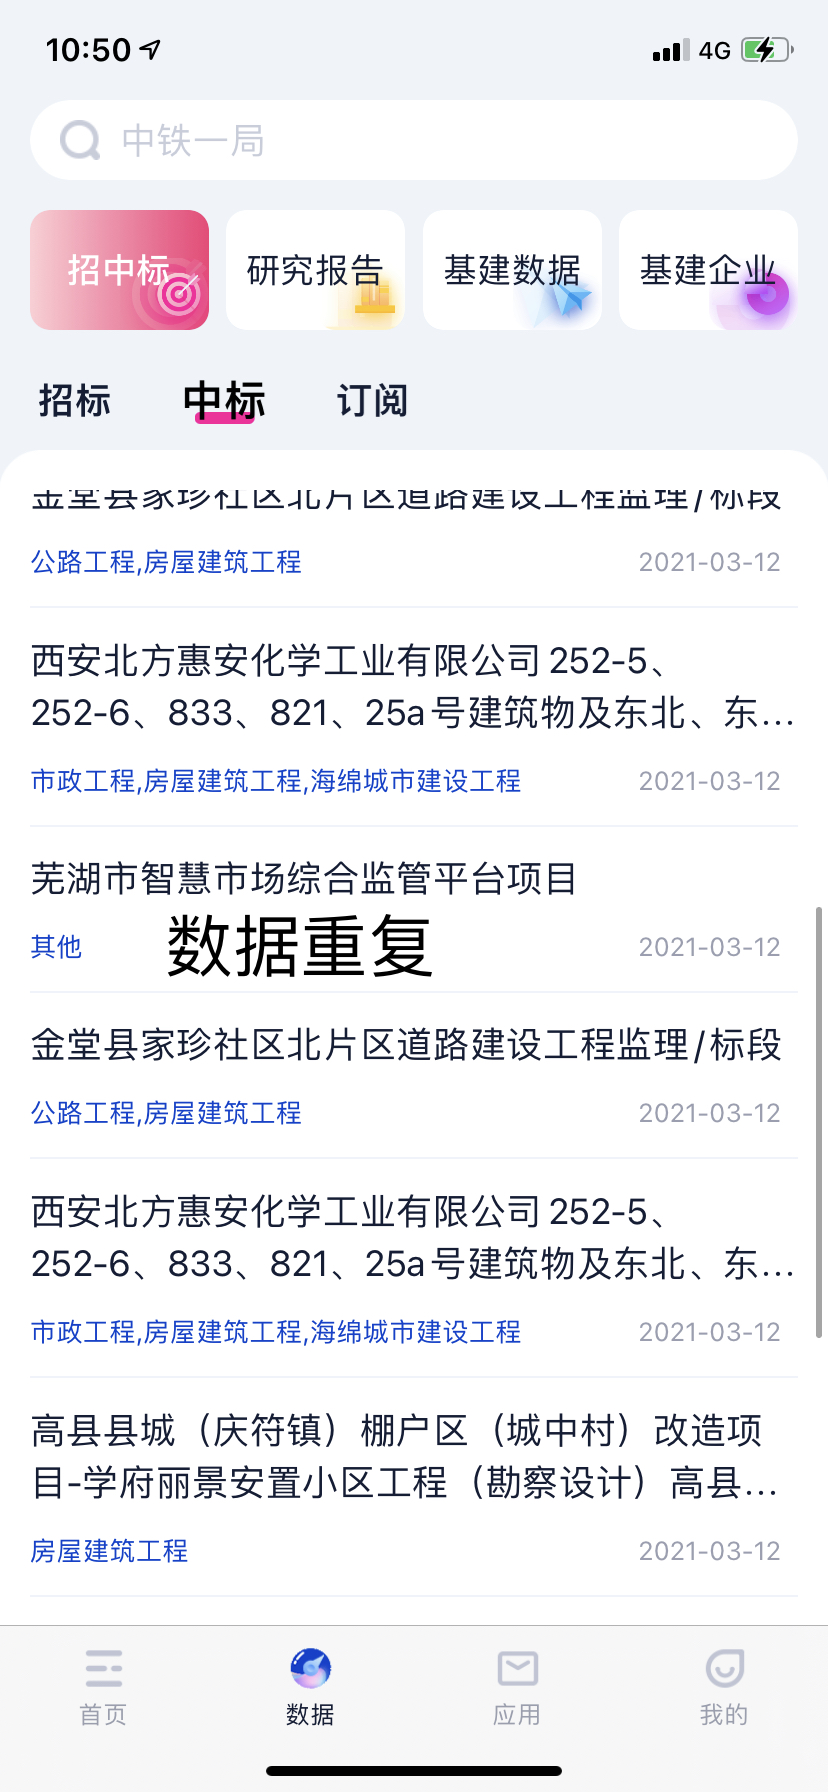 10:50
4G
中铁一局
招中标
研究报告
基建数据
基建企业
招标
中标
订阅
金堂县家珍社区北片区道路建设工程监理/标段
公路工程,房屋建筑工程
2021-03-12
西安北方惠安化学工业有限公司252-5、
252-6、833、821、25a号建筑物及东北、东...
市政工程,房屋建筑工程,海绵城市建设工程
2021-03-12
芜湖市智慧市场综合监管平台项目
其他
数据重复
2021-03-12
金堂县家珍社区北片区道路建设工程监理/标段
公路工程,房屋建筑工程
2021-03-12
西安北方惠安化学工业有限公司252-5、
252-6、833、821、25a号建筑物及东北、东...
市政工程,房屋建筑工程,海绵城市建设工程
2021-03-12
高县县城（庆符镇）棚户区（城中村）改造项
目-学府丽景安置小区工程（勘察设计）高县...
房屋建筑工程
2021-03-12
首页
数据
应用
我的